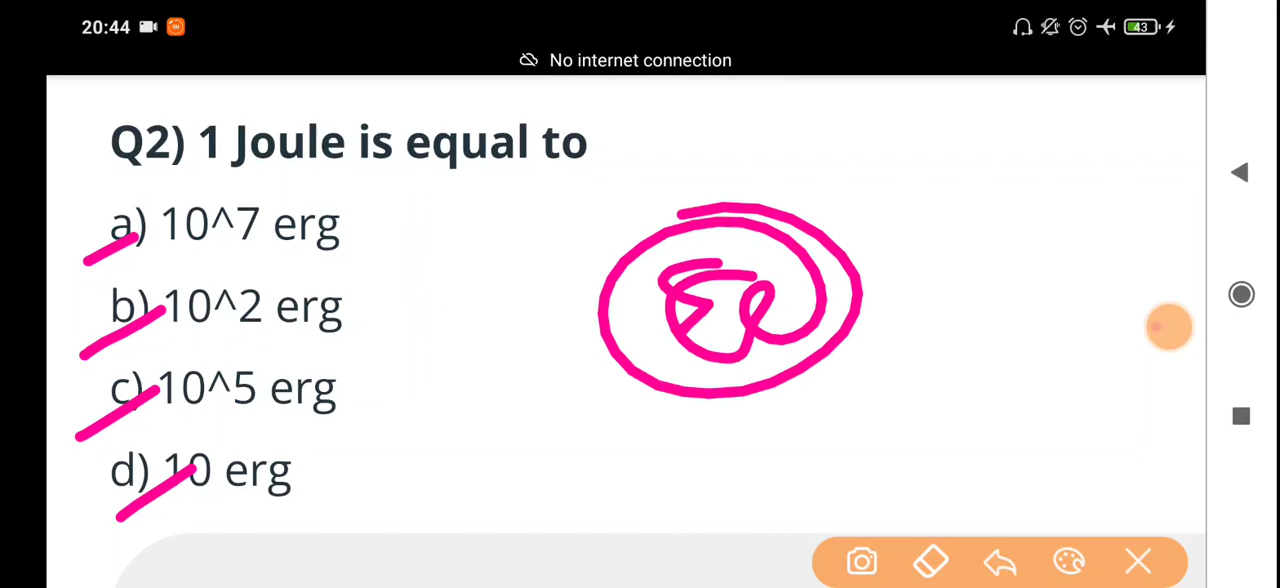 20:44
43
No internet connection
Q2) 1 Joule is equal to
a) 10^7 erg
b) 10^2 erg
c) 10^5 erg
d) 10 erg